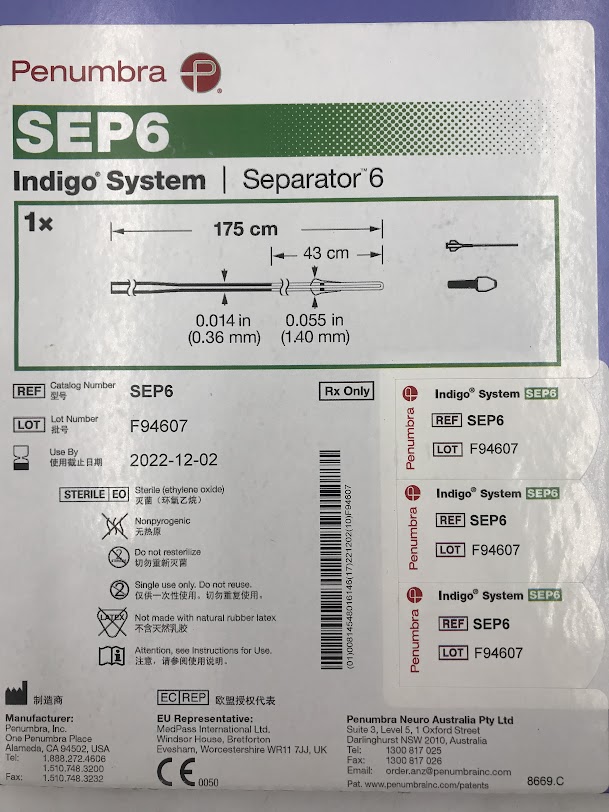 Penumbra P®
SEP6
Indigo® System | Separator™ 6
1x
175 cm
43 cm
0.014 in
(0.36 mm)
0.055 in
(1.40 mm)
REF Catalog Number SEP6
型号
Rx Only
LOT Lot Number F94607
批号
Use By 2022-12-02
使用截止日期
STERILE EO Sterile (ethylene oxide)
灭菌（环氧乙烷）
Nonpyrogenic
无热原
Do not resterilize
切勿重新灭菌
2 Single use only. Do not reuse.
仅供一次性使用。切勿重复使用。
LATEX Not made with natural rubber latex
不含天然乳胶
Attention, see Instructions for Use.
注意，请参阅使用说明。
(01)00814548016146(17)221202(10)F94607
Penumbra P
Indigo® System SEP6
REF SEP6
LOT F94607
Penumbra P
Indigo® System SEP6
REF SEP6
LOT F94607
Penumbra P
Indigo® System SEP6
REF SEP6
LOT F94607
制造商
Manufacturer:
Penumbra, Inc.
One Penumbra Place
Alameda, CA 94502, USA
Tel: 1.888.272.4606
1.510.748.3200
Fax: 1.510.748.3232
EC REP 欧盟授权代表
EU Representative:
MedPass International Ltd.
Windsor House, Bretforton
Evesham, Worcestershire WR11 7JJ, UK
CE 0050
Penumbra Neuro Australia Pty Ltd
Suite 3, Level 5, 1 Oxford Street
Darlinghurst NSW 2010, Australia
Tel: 1300 817 025
Fax: 1300 817 026
Email: order.anz@penumbrainc.com
Pat. www.penumbrainc.com/patents
8669.C